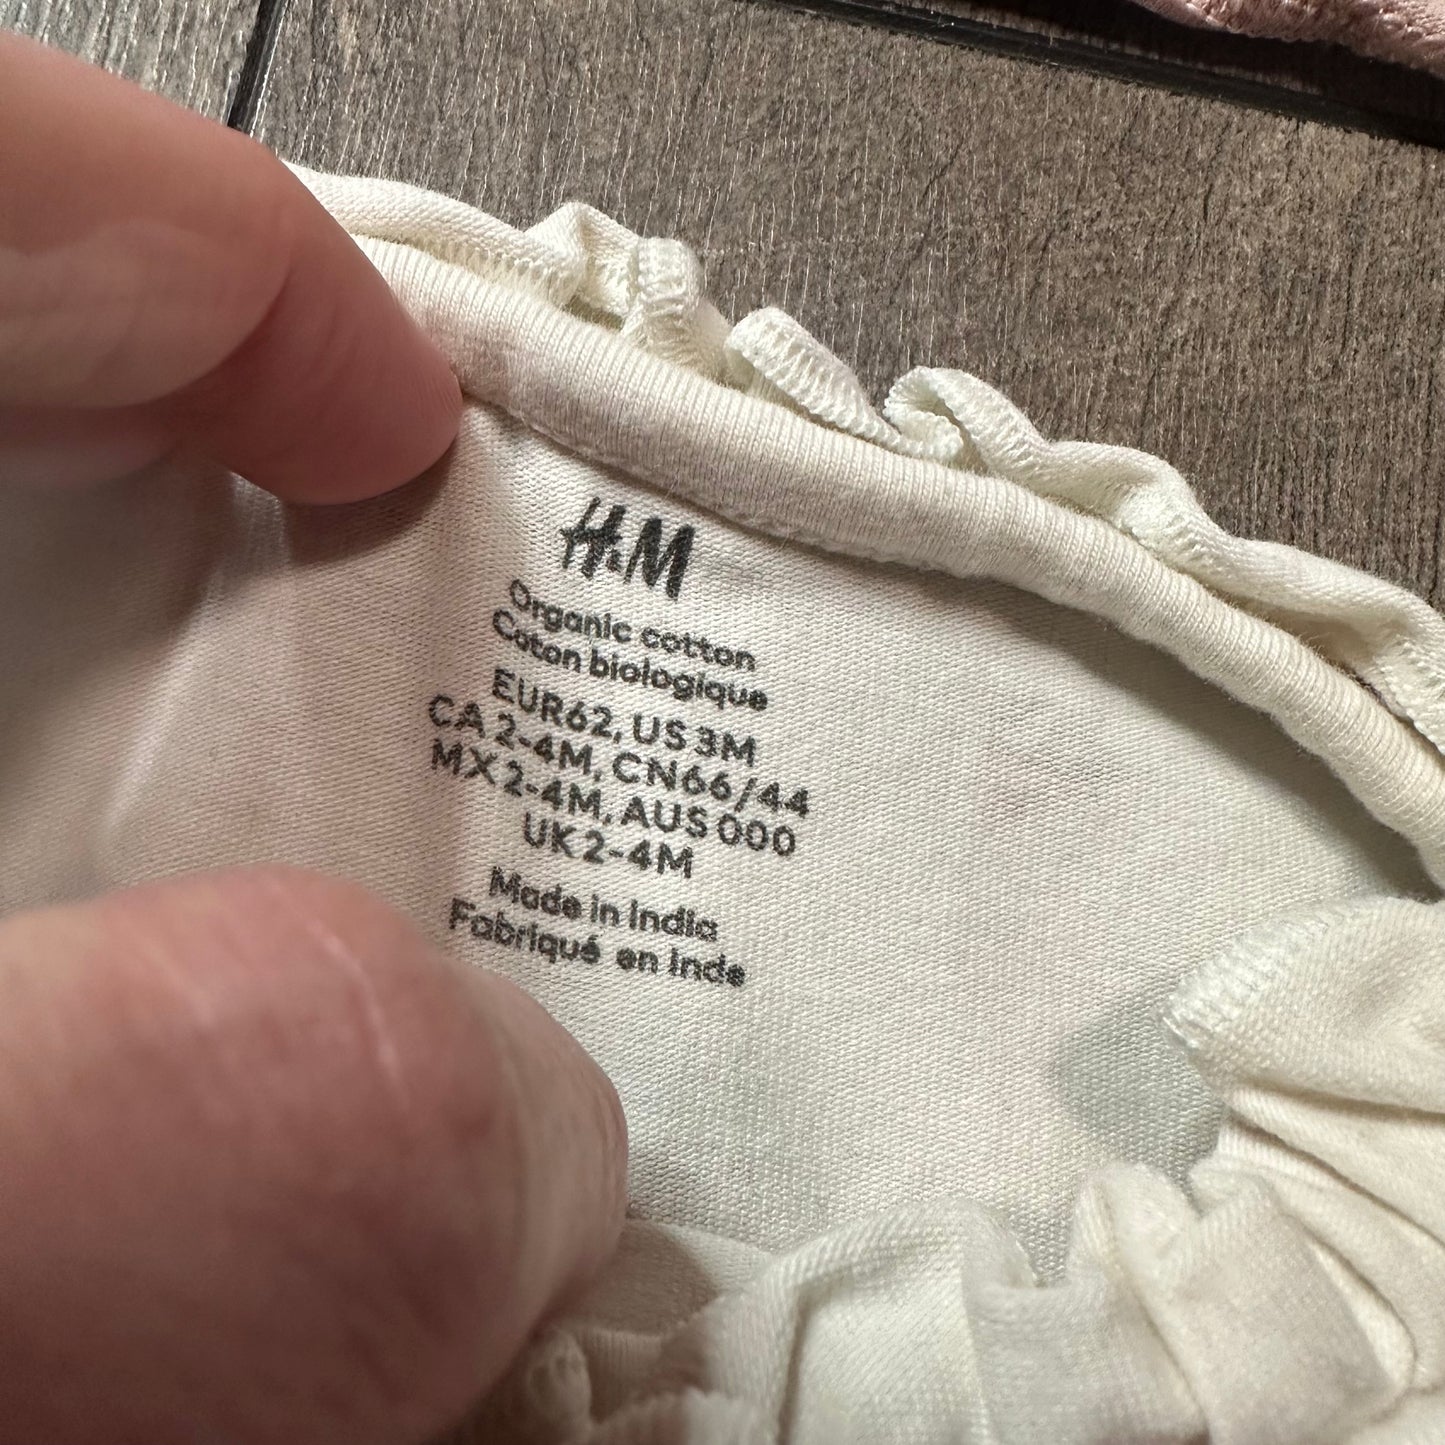 H&M
Organic cotton
Coton biologique
EUR62, US 3M
CA 2-4M, CN66/44
MX 2-4M, AUS 000
UK 2-4M
Made in India
Fabriqué en Inde